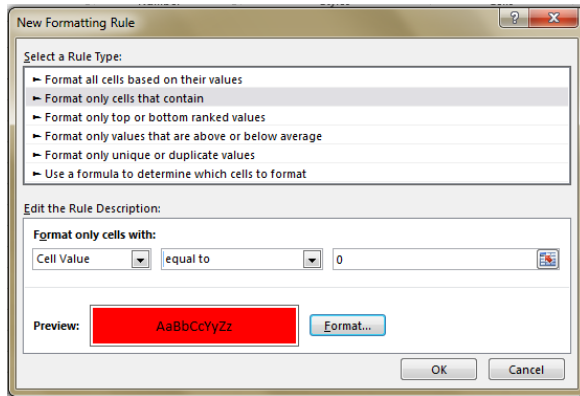 New Formatting Rule
?
Select a Rule Type:
► Format all cells based on their values
► Format only cells that contain
► Format only top or bottom ranked values
► Format only values that are above or below average
► Format only unique or duplicate values
► Use a formula to determine which cells to format
Edit the Rule Description:
Format only cells with:
Cell Value equal to 0
Preview: AaBbCcYyZz Format...
OK Cancel